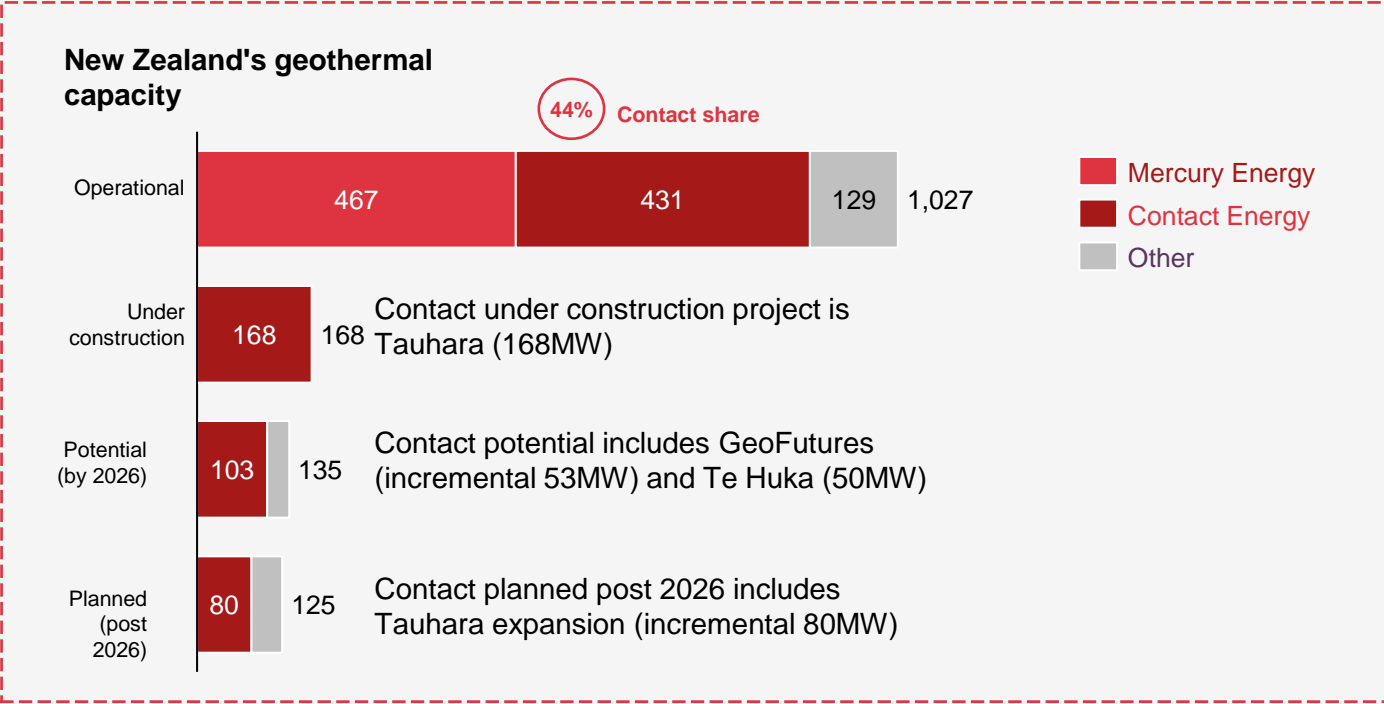 New Zealand's geothermal
capacity
44%
Contact share
Operational
467
431
129
1,027
Mercury Energy
Contact Energy
Other
Under
construction
168
168
Contact under construction project is
Tauhara (168MW)
Potential
(by 2026)
103
135
Contact potential includes GeoFutures
(incremental 53MW) and Te Huka (50MW)
Planned
(post
2026)
80
125
Contact planned post 2026 includes
Tauhara expansion (incremental 80MW)